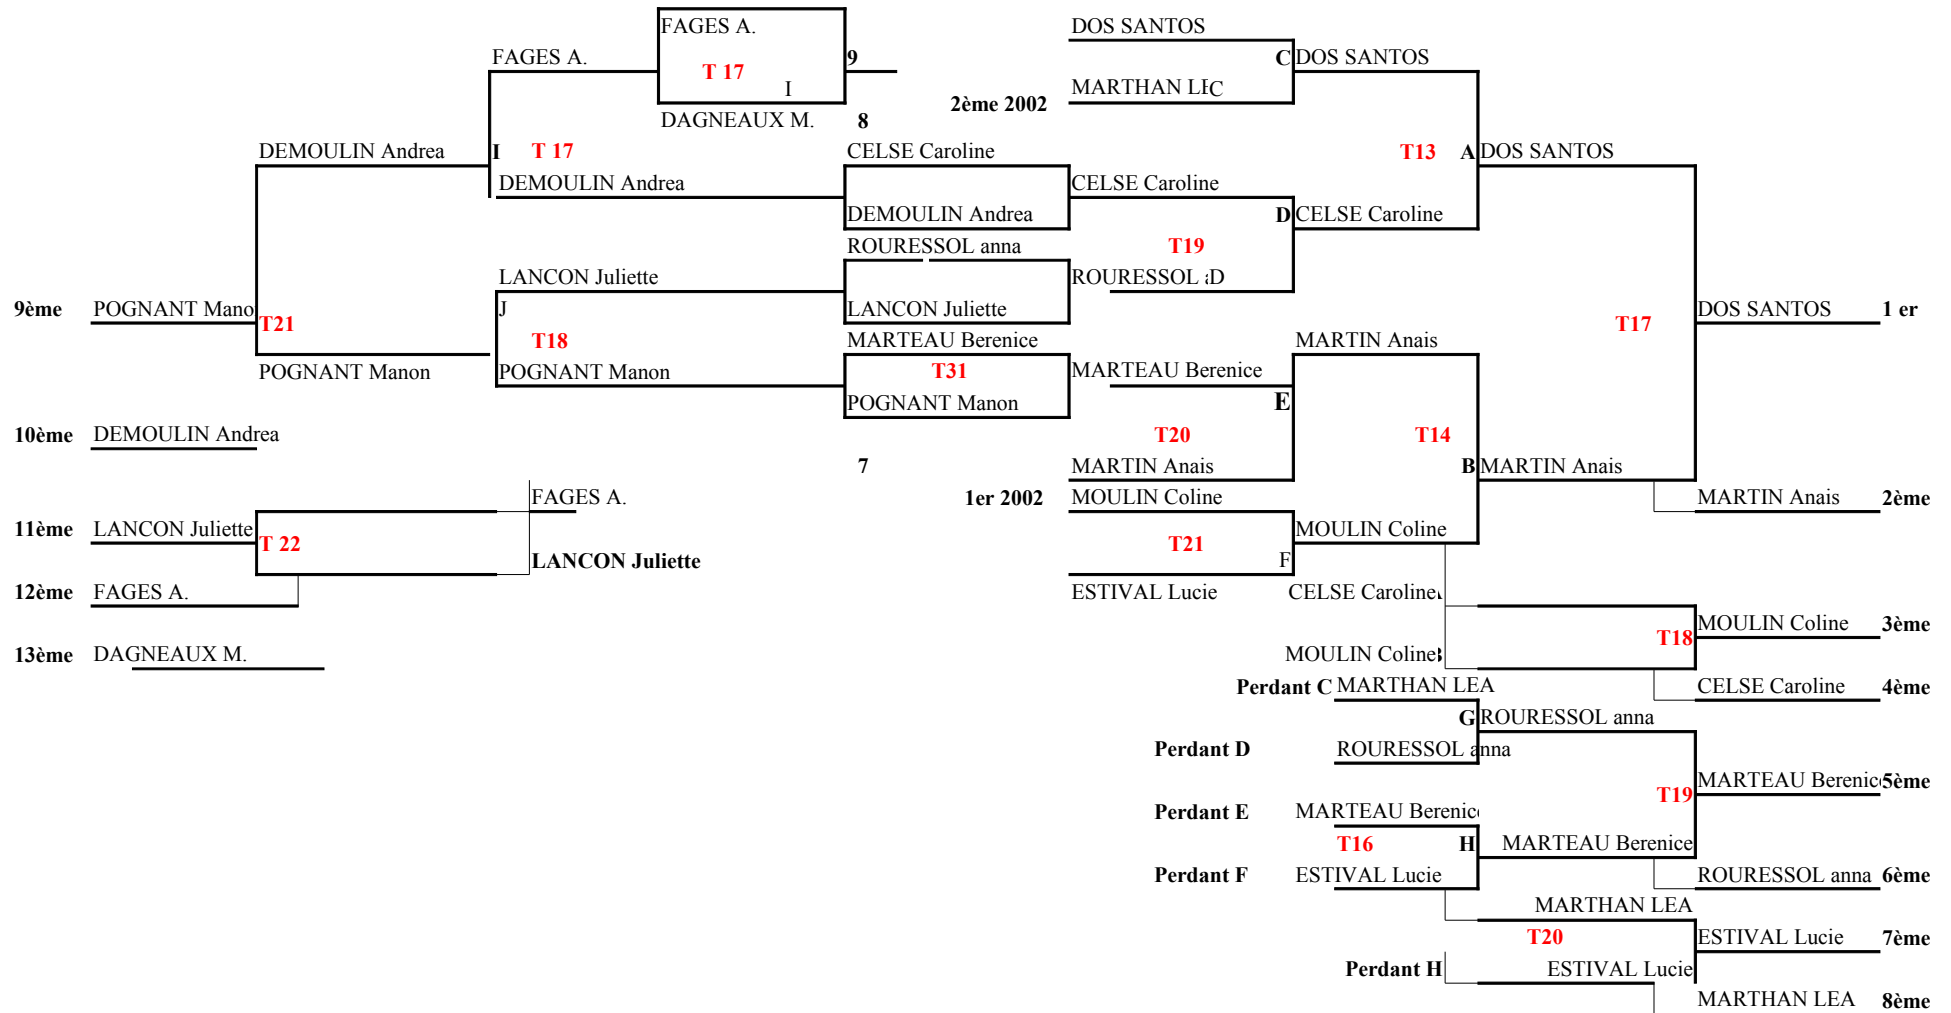 FAGES A.
DOS SANTOS
FAGES A.
9
C
DOS SANTOS
T 17
I
MARTHAN LEC
2ème 2002
DAGNEAUX M.
8
DEMOULIN Andrea
I
T 17
CELSE Caroline
T13
A
DOS SANTOS
DEMOULIN Andrea
CELSE Caroline
DEMOULIN Andrea
D
CELSE Caroline
ROURESSOL anna
T19
LANCON Juliette
ROURESSOL
D
9ème
POGNANT Mano
J
LANCON Juliette
DOS SANTOS
1 er
T21
T17
T18
MARTEAU Berenice
MARTIN Anais
POGNANT Manon
POGNANT Manon
T31
MARTEAU Berenice
POGNANT Manon
E
10ème
DEMOULIN Andrea
T20
T14
7
MARTIN Anais
B
MARTIN Anais
FAGES A.
1er 2002
MOULIN Coline
MARTIN Anais
2ème
11ème
LANCON Juliette
T 22
T21
MOULIN Coline
LANCON Juliette
F
12ème
FAGES A.
ESTIVAL Lucie
CELSE Caroline
MOULIN Coline
3ème
T18
13ème
DAGNEAUX M.
MOULIN Coline
Perdant C
MARTHAN LEA
CELSE Caroline
4ème
G
ROURESSOL anna
Perdant D
ROURESSOL anna
MARTEAU Berenic
5ème
T19
Perdant E
MARTEAU Berenic
T16
H
MARTEAU Berenice
Perdant F
ESTIVAL Lucie
ROURESSOL anna
6ème
MARTHAN LEA
T20
ESTIVAL Lucie
7ème
Perdant H
ESTIVAL Lucie
MARTHAN LEA
8ème